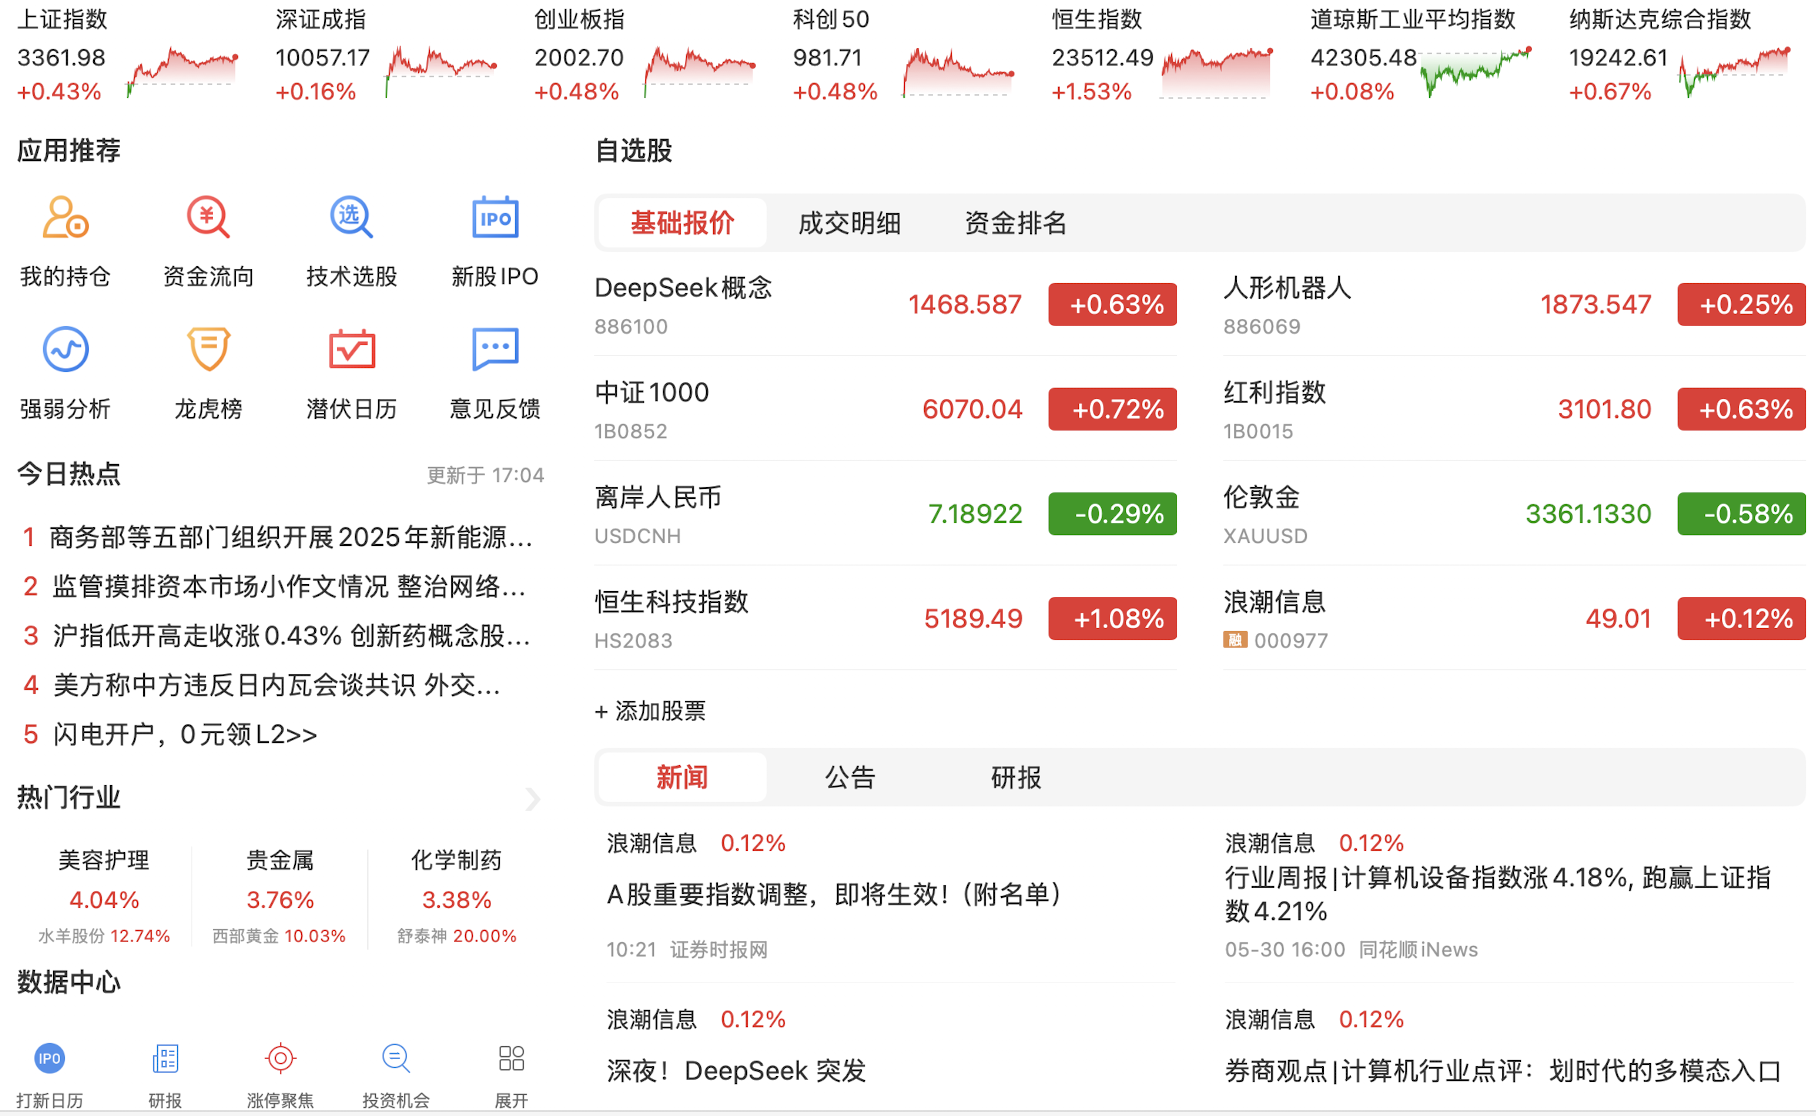 上证指数
3361.98
+0.43%
深证成指
10057.17
+0.16%
创业板指
2002.70
+0.48%
科创50
981.71
+0.48%
恒生指数
23512.49
+1.53%
道琼斯工业平均指数
42305.48
+0.08%
纳斯达克综合指数
19242.61
+0.67%
应用推荐
我的持仓
资金流向
选
技术选股
IPO
新股IPO
强弱分析
龙虎榜
潜伏日历
意见反馈
今日热点
更新于 17:04
1 商务部等五部门组织开展2025年新能源...
2 监管摸排资本市场小作文情况 整治网络...
3 沪指低开高走收涨0.43% 创新药概念股...
4 美方称中方违反日内瓦会谈共识 外交...
5 闪电开户，0元领L2>>
热门行业
美容护理
4.04%
水羊股份 12.74%
贵金属
3.76%
西部黄金 10.03%
化学制药
3.38%
舒泰神 20.00%
数据中心
IPO
打新日历
研报
涨停聚焦
投资机会
展开
自选股
基础报价 成交明细 资金排名
DeepSeek概念
886100
1468.587 +0.63%
人形机器人
886069
1873.547 +0.25%
中证1000
1B0852
6070.04 +0.72%
红利指数
1B0015
3101.80 +0.63%
离岸人民币
USDCNH
7.18922 -0.29%
伦敦金
XAUUSD
3361.1330 -0.58%
恒生科技指数
HS2083
5189.49 +1.08%
浪潮信息
融 000977
49.01 +0.12%
+ 添加股票
新闻 公告 研报
浪潮信息 0.12%
A股重要指数调整，即将生效！（附名单）
10:21 证券时报网
浪潮信息 0.12%
行业周报|计算机设备指数涨4.18%, 跑赢上证指
数4.21%
05-30 16:00 同花顺iNews
浪潮信息 0.12%
深夜！DeepSeek 突发
浪潮信息 0.12%
券商观点|计算机行业点评：划时代的多模态入口